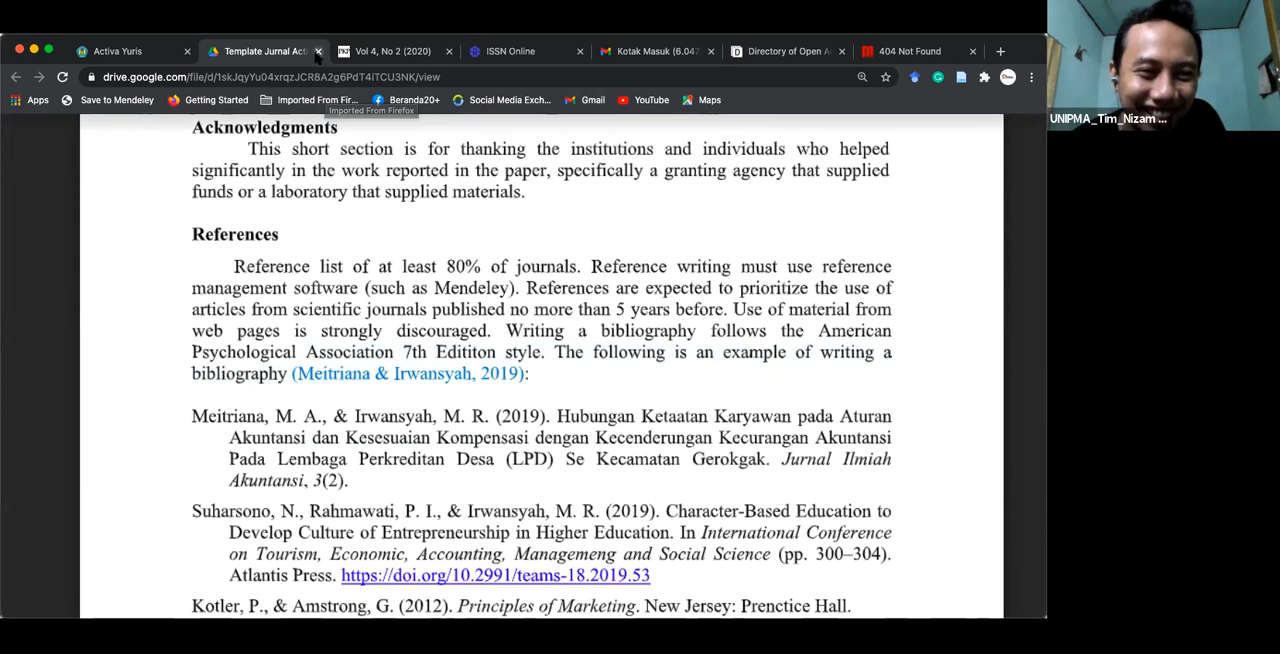 Activa Yuris
Template Jurnal Acti
Vol 4, No 2 (2020)
ISSN Online
Kotak Masuk (6.047
Directory of Open A
404 Not Found
drive.google.com/file/d/1skJqyYu04xrqzJCR8A2g6PdT4iTCU3NK/view
Apps
Save to Mendeley
Getting Started
Imported From Fir...
Beranda20+
Social Media Exch...
Gmail
YouTube
Maps
Imported From Firefox
UNIPMA_Tim_Nizam ...
Acknowledgments
This short section is for thanking the institutions and individuals who helped
significantly in the work reported in the paper, specifically a granting agency that supplied
funds or a laboratory that supplied materials.
References
Reference list of at least 80% of journals. Reference writing must use reference
management software (such as Mendeley). References are expected to prioritize the use of
articles from scientific journals published no more than 5 years before. Use of material from
web pages is strongly discouraged. Writing a bibliography follows the American
Psychological Association 7th Edititon style. The following is an example of writing a
bibliography (Meitriana & Irwansyah, 2019):
Meitriana, M. A., & Irwansyah, M. R. (2019). Hubungan Ketaatan Karyawan pada Aturan
Akuntansi dan Kesesuaian Kompensasi dengan Kecenderungan Kecurangan Akuntansi
Pada Lembaga Perkreditan Desa (LPD) Se Kecamatan Gerokgak. Jurnal Ilmiah
Akuntansi, 3(2).
Suharsono, N., Rahmawati, P. I., & Irwansyah, M. R. (2019). Character-Based Education to
Develop Culture of Entrepreneurship in Higher Education. In International Conference
on Tourism, Economic, Accounting, Managemeng and Social Science (pp. 300–304).
Atlantis Press. https://doi.org/10.2991/teams-18.2019.53
Kotler, P., & Amstrong, G. (2012). Principles of Marketing. New Jersey: Prenctice Hall.